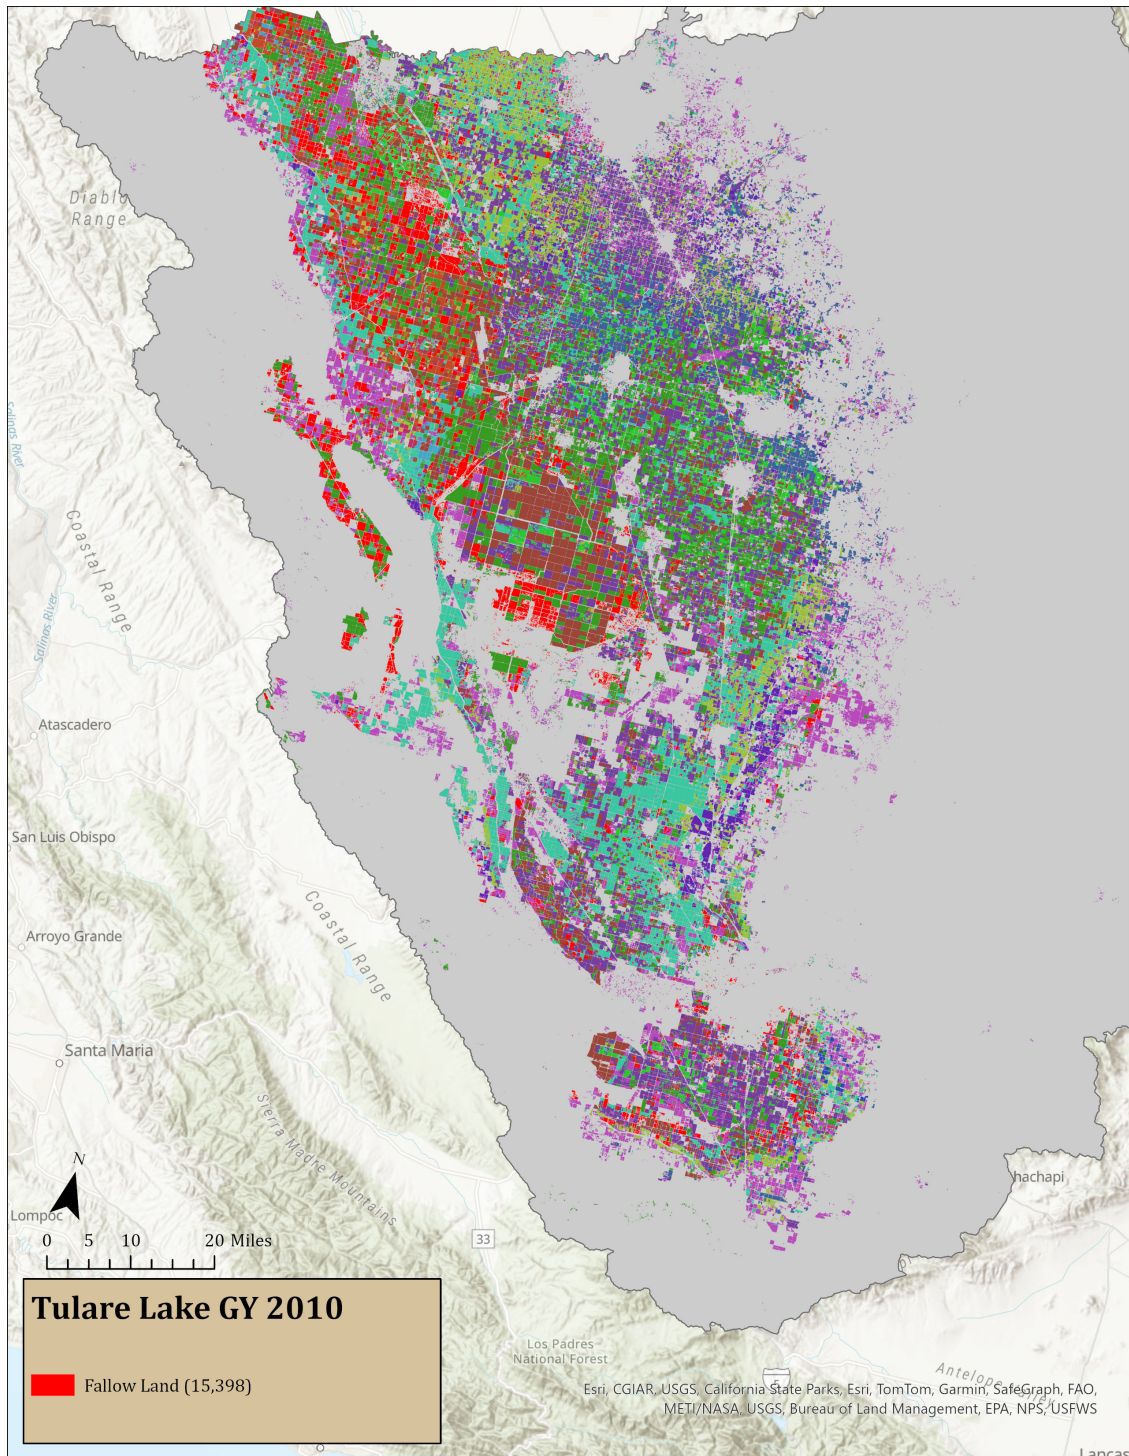 Diablo
Range
Salinas River
Coastal Range
Salinas River
Atascadero
San Luis Obispo
Coastal Range
Arroyo Grande
Santa Maria
Sierra Madre Mountains
N
hachapi
Lompoc
0 5 10 20 Miles
33
Tulare Lake GY 2010
Los Padres
National Forest
Fallow Land (15,398)
5
Antelope Valley
Esri, CGIAR, USGS, California State Parks, Esri, TomTom, Garmin, SafeGraph, FAO,
METI/NASA, USGS, Bureau of Land Management, EPA, NPS, USFWS
Lancas